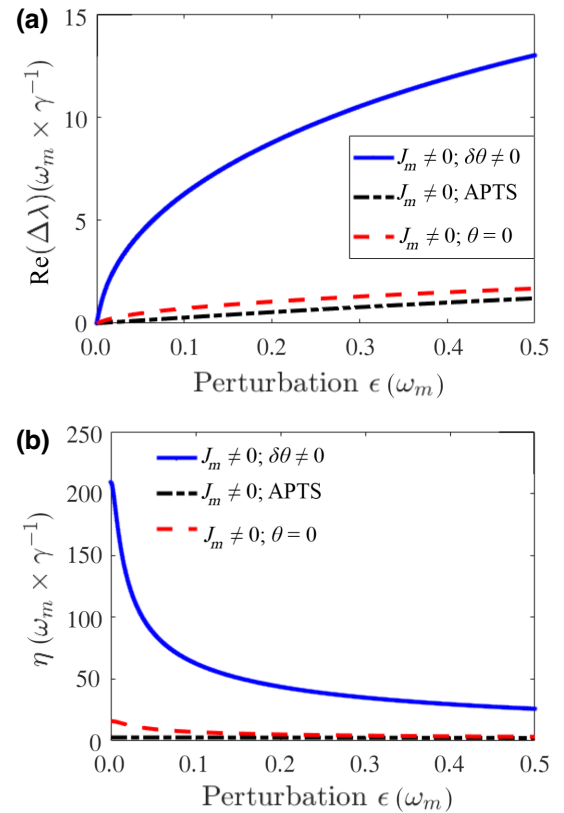 (a)
15
10
5
0
Re(Δλ)(ω_m × γ⁻¹)
J_m ≠ 0; δθ ≠ 0
J_m ≠ 0; APTS
J_m ≠ 0; θ = 0
0.0 0.1 0.2 0.3 0.4 0.5
Perturbation ϵ (ω_m)
(b)
250
200
150
100
50
0
η (ω_m × γ⁻¹)
J_m ≠ 0; δθ ≠ 0
J_m ≠ 0; APTS
J_m ≠ 0; θ = 0
0.0 0.1 0.2 0.3 0.4 0.5
Perturbation ϵ (ω_m)